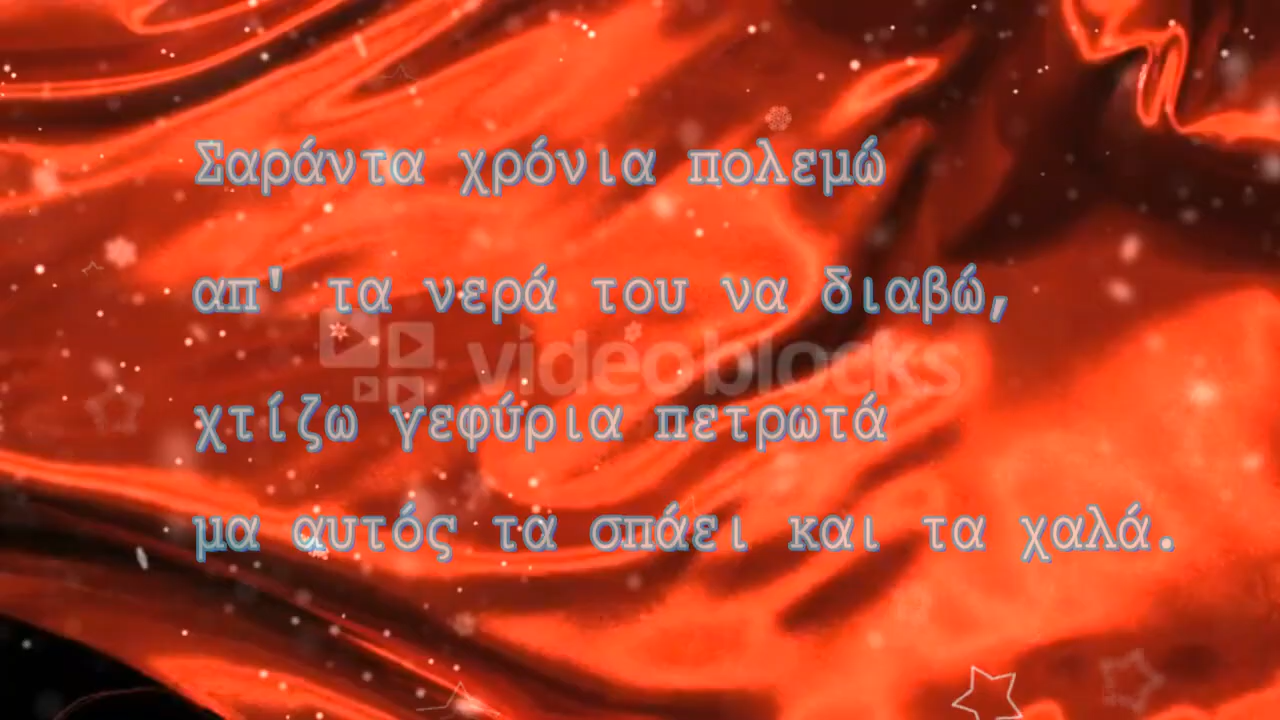 Σαράντα χρόνια πολεμώ
απ' τα νερά του να διαβώ,
videoblocks
χτίζω γεφύρια πετρωτά
μα αυτός τα σπάει και τα χαλά.